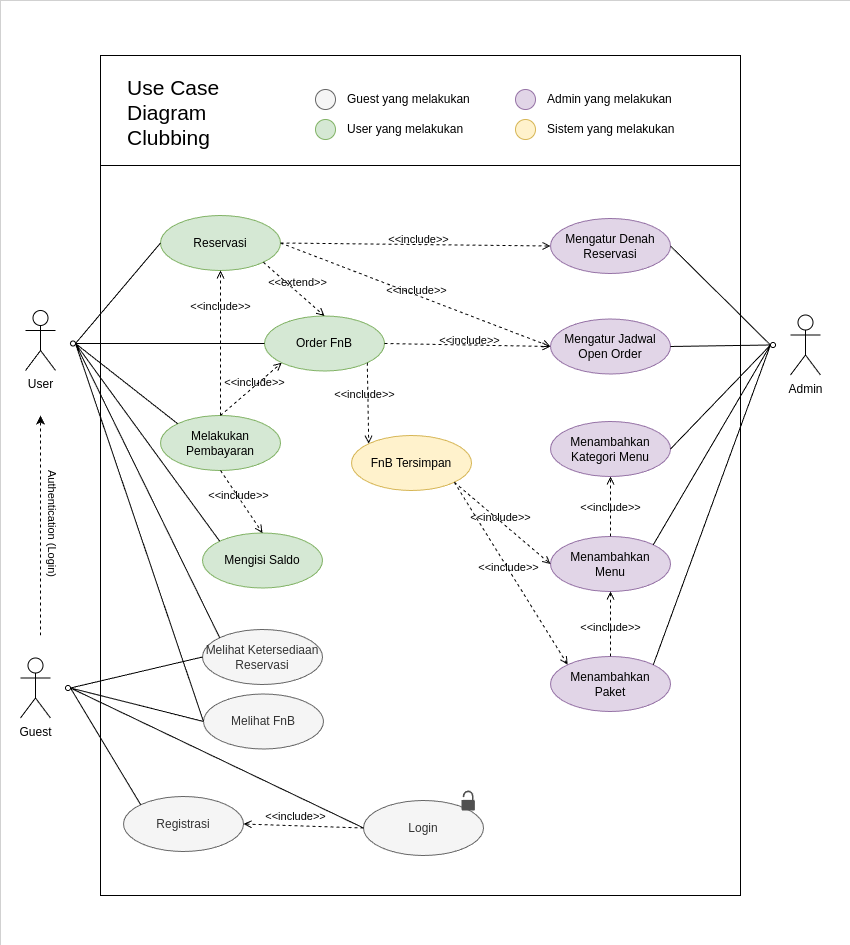 Use Case
Diagram
Clubbing
Guest yang melakukan
User yang melakukan
Admin yang melakukan
Sistem yang melakukan
Reservasi
<<include>>
Mengatur Denah
Reservasi
<<extend>>
<<include>>
<<include>>
User
Order FnB
<<include>>
Mengatur Jadwal
Open Order
Admin
<<include>>
<<include>>
Melakukan
Pembayaran
FnB Tersimpan
Menambahkan
Kategori Menu
<<include>>
<<include>>
<<include>>
Authentication (Login)
Mengisi Saldo
<<include>>
Menambahkan
Menu
<<include>>
Melihat Ketersediaan
Reservasi
Menambahkan
Paket
Guest
Melihat FnB
Registrasi
<<include>>
Login